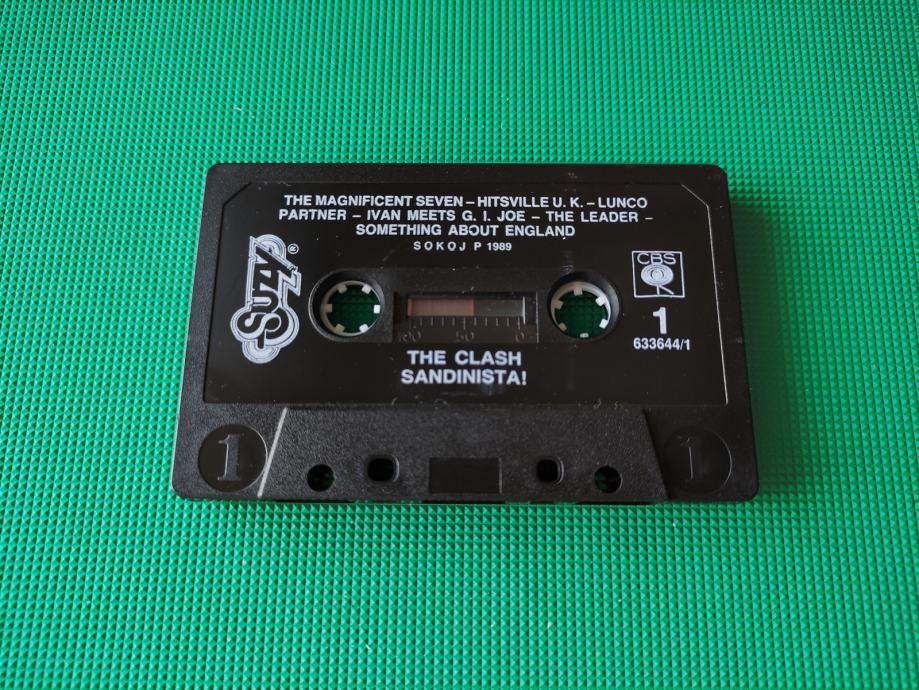 THE MAGNIFICENT SEVEN – HITSVILLE U. K. – LUNCO
PARTNER – IVAN MEETS G. I. JOE – THE LEADER –
SOMETHING ABOUT ENGLAND
SOKOJ P 1989
SUZY ®
CBS
1
633644/1
50 0
THE CLASH
SANDINISTA!
1 1